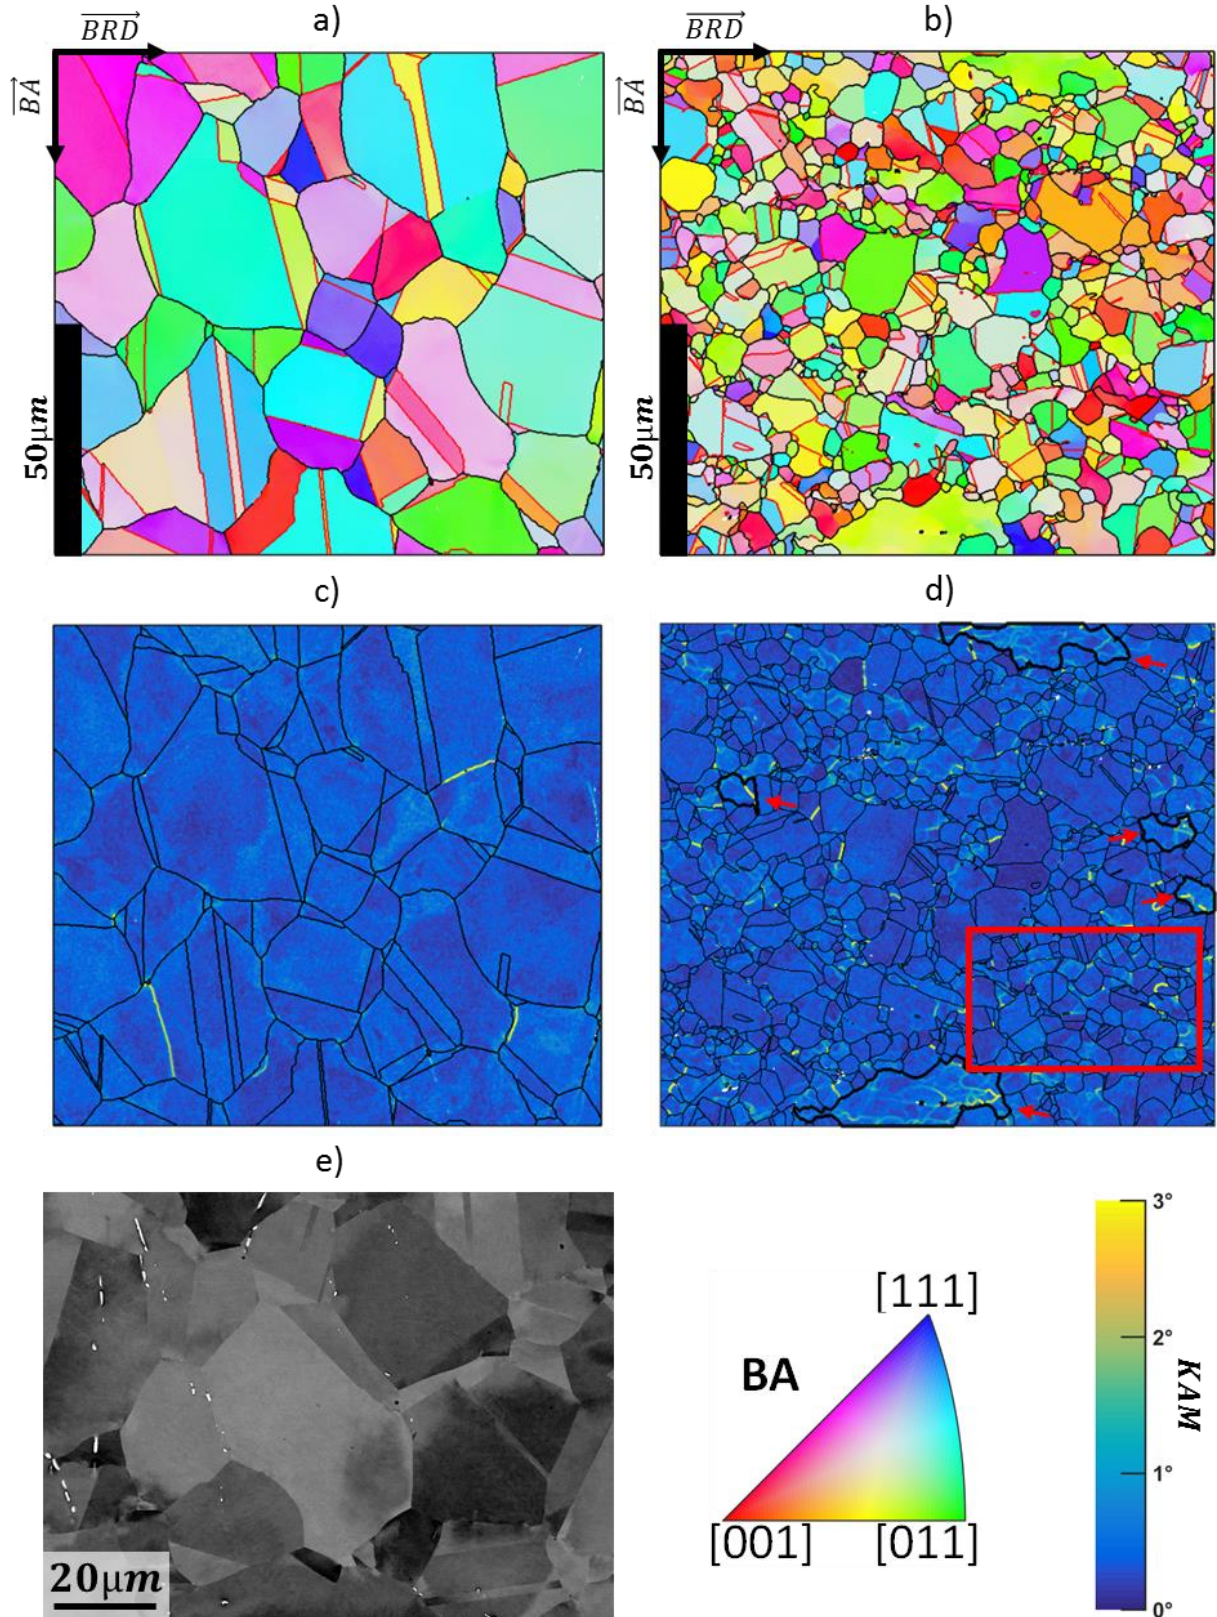 a)
b)
BRD
BRD
BA
BA
50μm
50μm
c)
d)
e)
3°
2°
1°
0°
KAM
[111]
BA
[001]
[011]
20μm